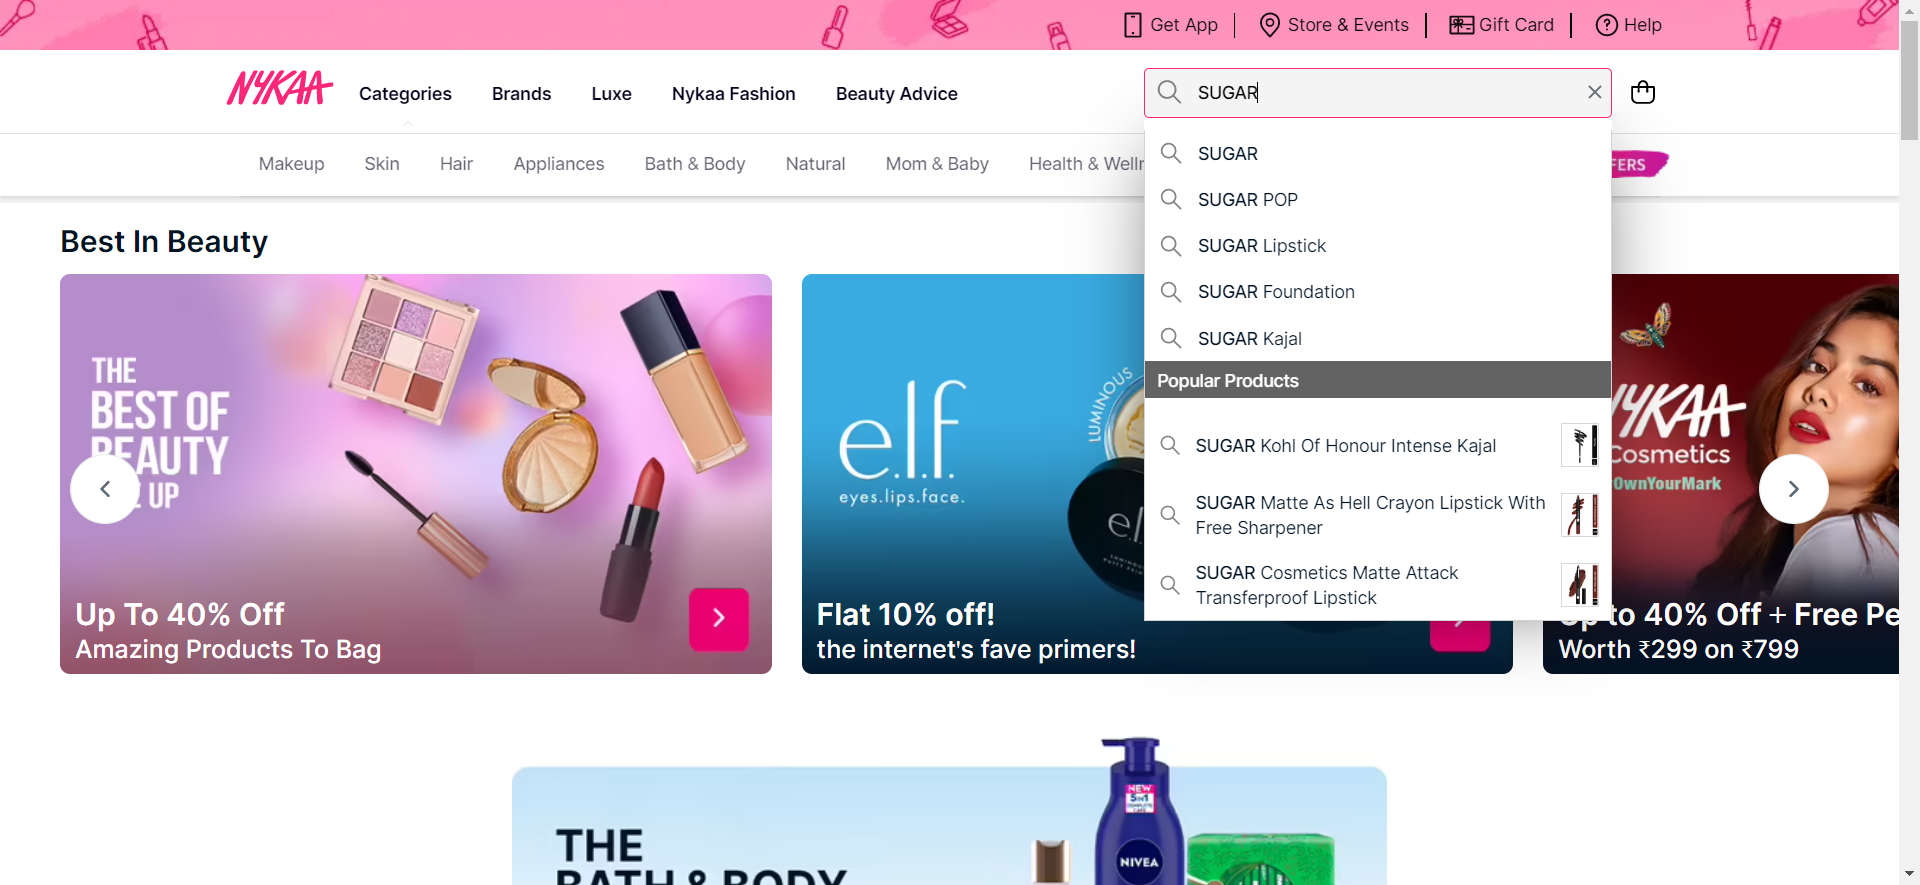 Get App
Store & Events
Gift Card
Help
NYKAA
Categories
Brands
Luxe
Nykaa Fashion
Beauty Advice
SUGAR
Makeup
Skin
Hair
Appliances
Bath & Body
Natural
Mom & Baby
Health & Welln
FERS
SUGAR
SUGAR POP
SUGAR Lipstick
SUGAR Foundation
SUGAR Kajal
Popular Products
SUGAR Kohl Of Honour Intense Kajal
SUGAR Matte As Hell Crayon Lipstick With
Free Sharpener
SUGAR Cosmetics Matte Attack
Transferproof Lipstick
Best In Beauty
THE
BEST OF
BEAUTY
UP
Up To 40% Off
Amazing Products To Bag
e.l.f.
eyes.lips.face.
LUMINOUS
Flat 10% off!
the internet's fave primers!
NYKAA
Cosmetics
OwnYourMark
Up to 40% Off + Free Pe
Worth ₹299 on ₹799
THE
BATH & BODY
NEW
5in1
COMPLETE
CARE
NIVEA